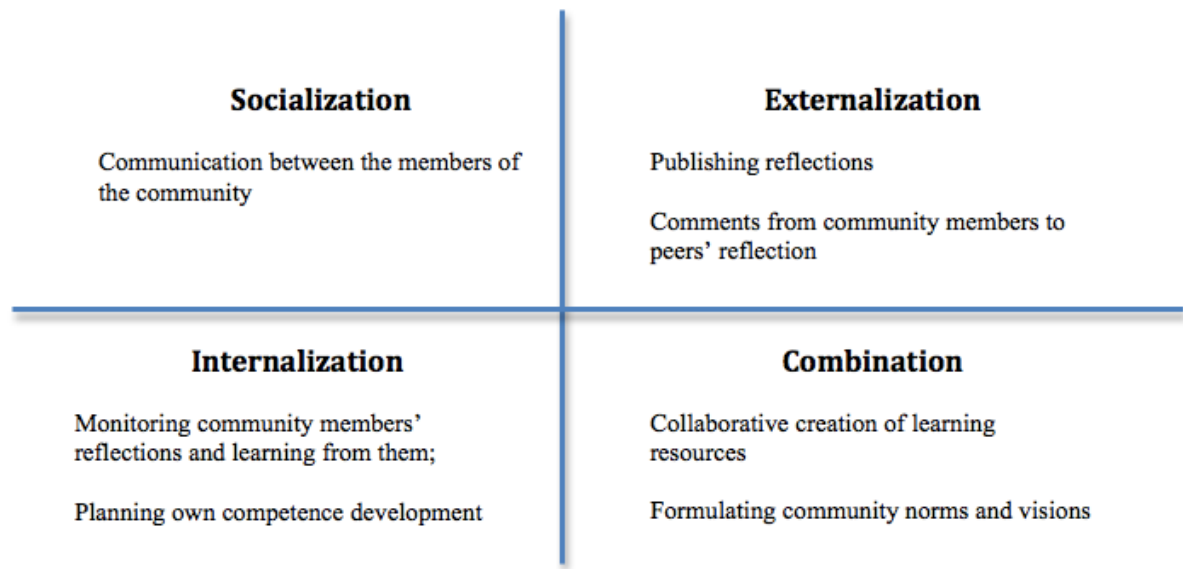 Socialization
Communication between the members of
the community
Externalization
Publishing reflections
Comments from community members to
peers’ reflection
Internalization
Monitoring community members’
reflections and learning from them;
Planning own competence development
Combination
Collaborative creation of learning
resources
Formulating community norms and visions